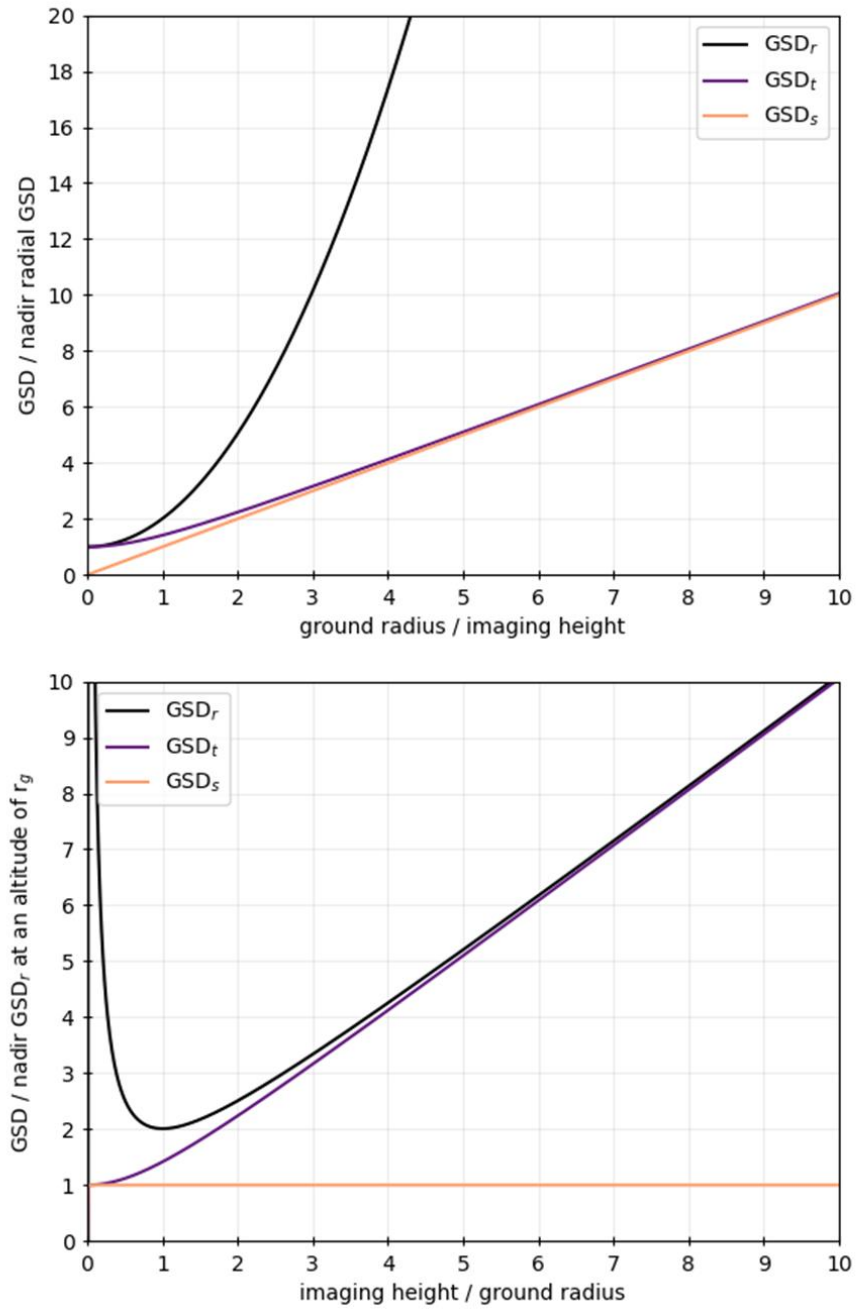 20
18
16
14
12
10
8
6
4
2
0
GSD / nadir radial GSD
GSDᵣ
GSDₜ
GSDₛ
0 1 2 3 4 5 6 7 8 9 10
ground radius / imaging height
10
9
8
7
6
5
4
3
2
1
0
GSD / nadir GSDᵣ at an altitude of r_g
GSDᵣ
GSDₜ
GSDₛ
0 1 2 3 4 5 6 7 8 9 10
imaging height / ground radius